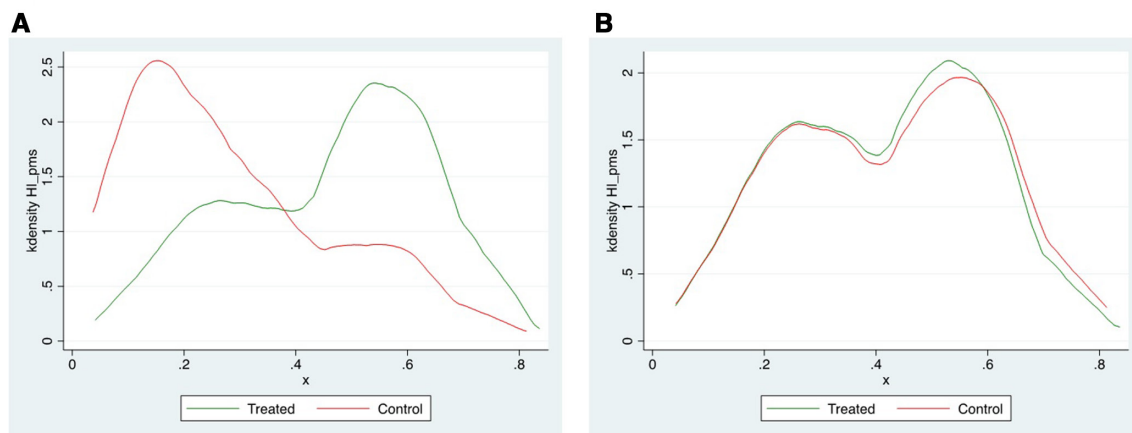 A
kdensity HI_pms
2.5
2
1.5
1
.5
0
0 .2 .4 .6 .8
x
Treated Control
B
kdensity HI_pms
2
1.5
1
.5
0
0 .2 .4 .6 .8
x
Treated Control